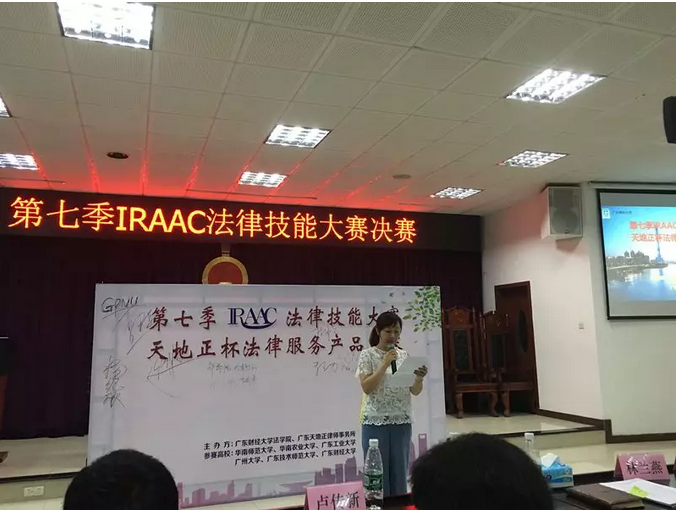 第七季IRAAC法律技能大赛决赛
第七季IRAAC
天地正杯法律
GPNU
第七季 IRAAC 法律技能大赛
天地正杯法律服务产品
主办方：广东财经大学法学院、广东天地正律师事务所
参赛高校：华南师范大学、华南农业大学、广东工业大学
广州大学、广东技术师范大学、广东财经大学
卢传新
林兰燕